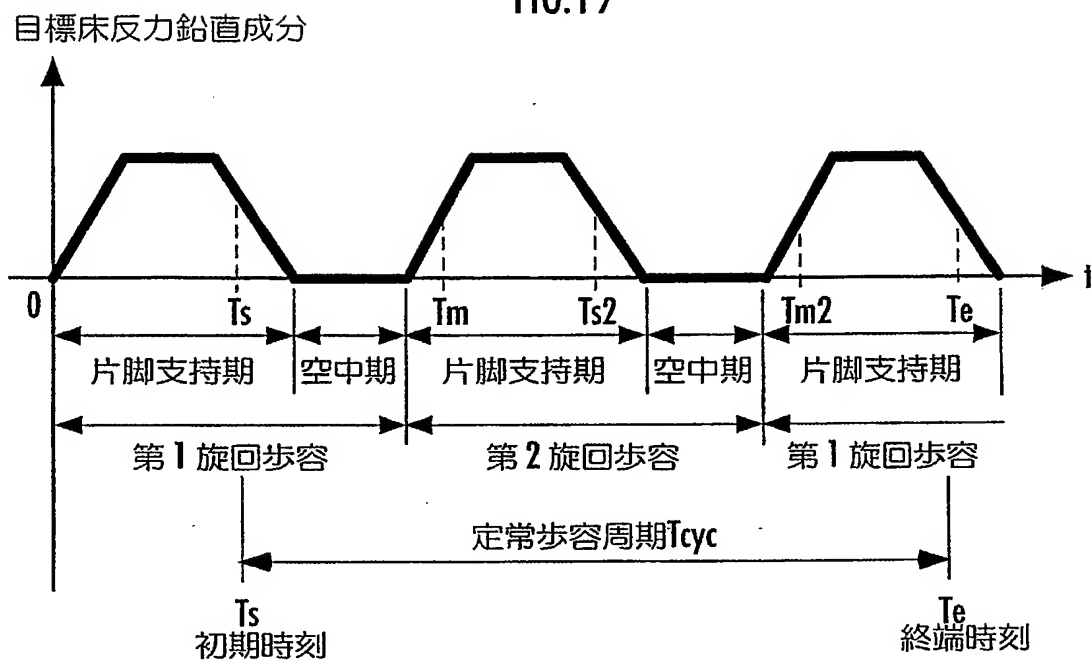 FIG.19
目標床反力鉛直成分
0 Ts Tm Ts2 Tm2 Te t
片脚支持期 空中期 片脚支持期 空中期 片脚支持期
第1旋回歩容 第2旋回歩容 第1旋回歩容
定常歩容周期Tcyc
Ts Te
初期時刻 終端時刻